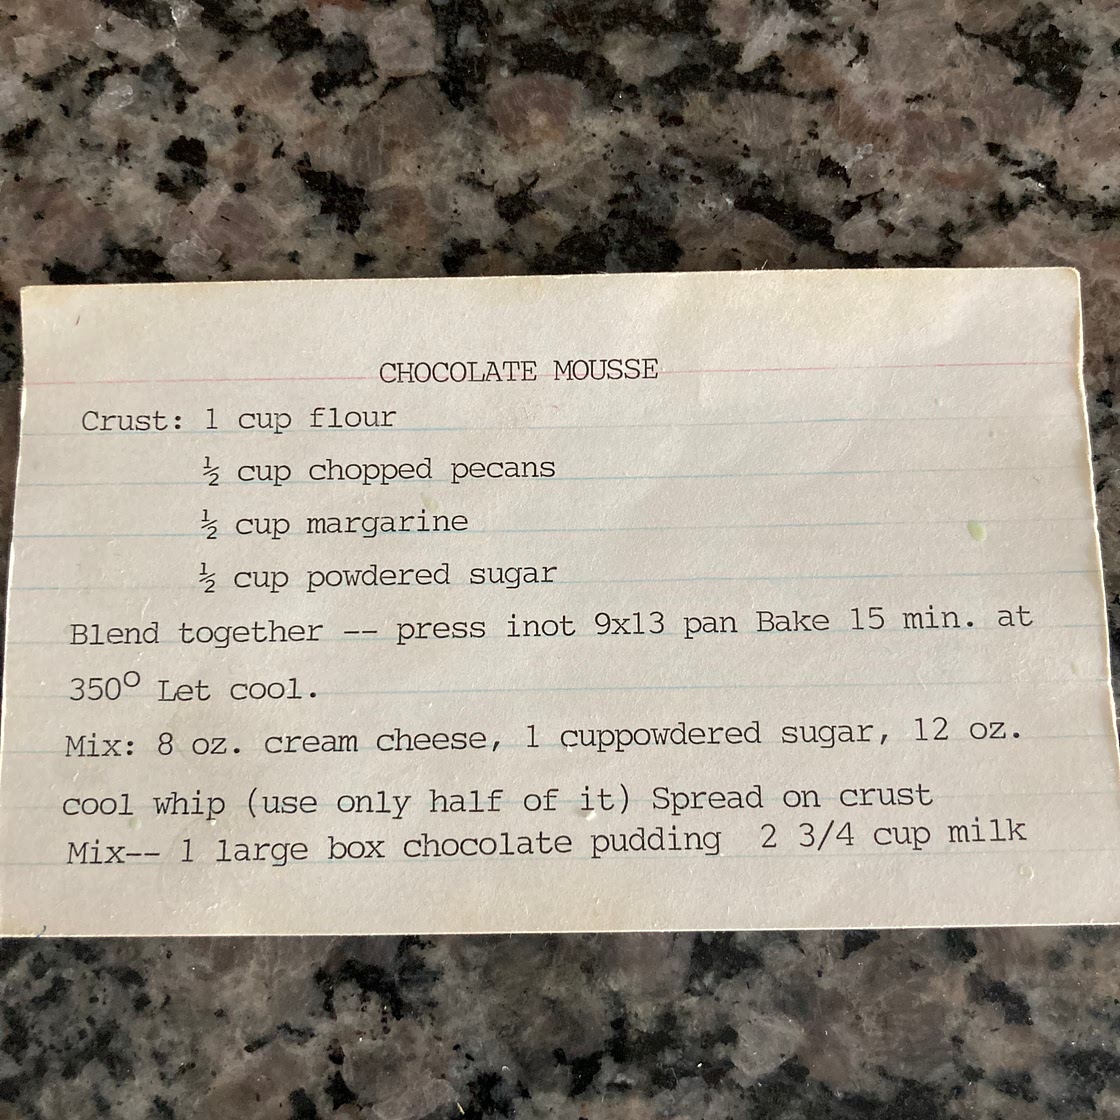 CHOCOLATE MOUSSE
Crust: 1 cup flour
½ cup chopped pecans
½ cup margarine
½ cup powdered sugar
Blend together -- press inot 9x13 pan Bake 15 min. at
350° Let cool.
Mix: 8 oz. cream cheese, 1 cuppowdered sugar, 12 oz.
cool whip (use only half of it) Spread on crust
Mix-- 1 large box chocolate pudding 2 3/4 cup milk